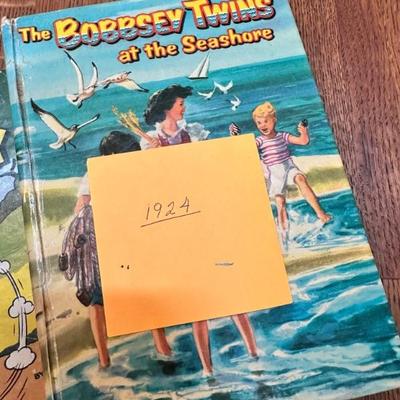 The BOBBSEY TWINS
at the Seashore
1924